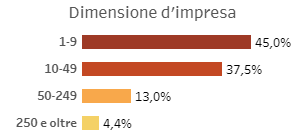 Dimensione d'impresa
1-9 45,0%
10-49 37,5%
50-249 13,0%
250 e oltre 4,4%